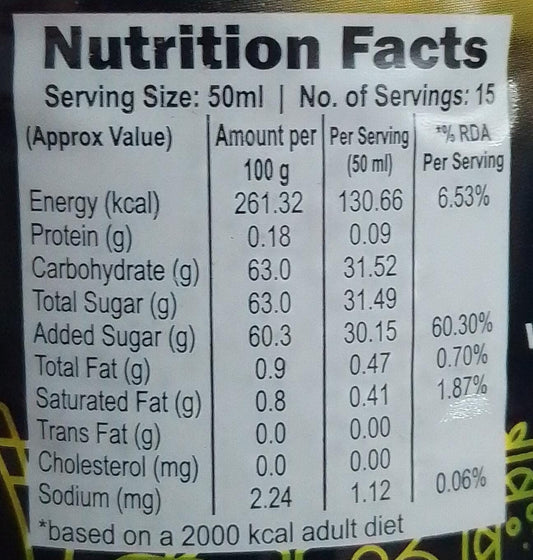 Nutrition Facts
Serving Size: 50ml | No. of Servings: 15
(Approx Value) Amount per 100 g Per Serving (50 ml) *% RDA Per Serving
Energy (kcal) 261.32 130.66 6.53%
Protein (g) 0.18 0.09
Carbohydrate (g) 63.0 31.52
Total Sugar (g) 63.0 31.49
Added Sugar (g) 60.3 30.15 60.30%
Total Fat (g) 0.9 0.47 0.70%
Saturated Fat (g) 0.8 0.41 1.87%
Trans Fat (g) 0.0 0.00
Cholesterol (mg) 0.0 0.00
Sodium (mg) 2.24 1.12 0.06%
*based on a 2000 kcal adult diet